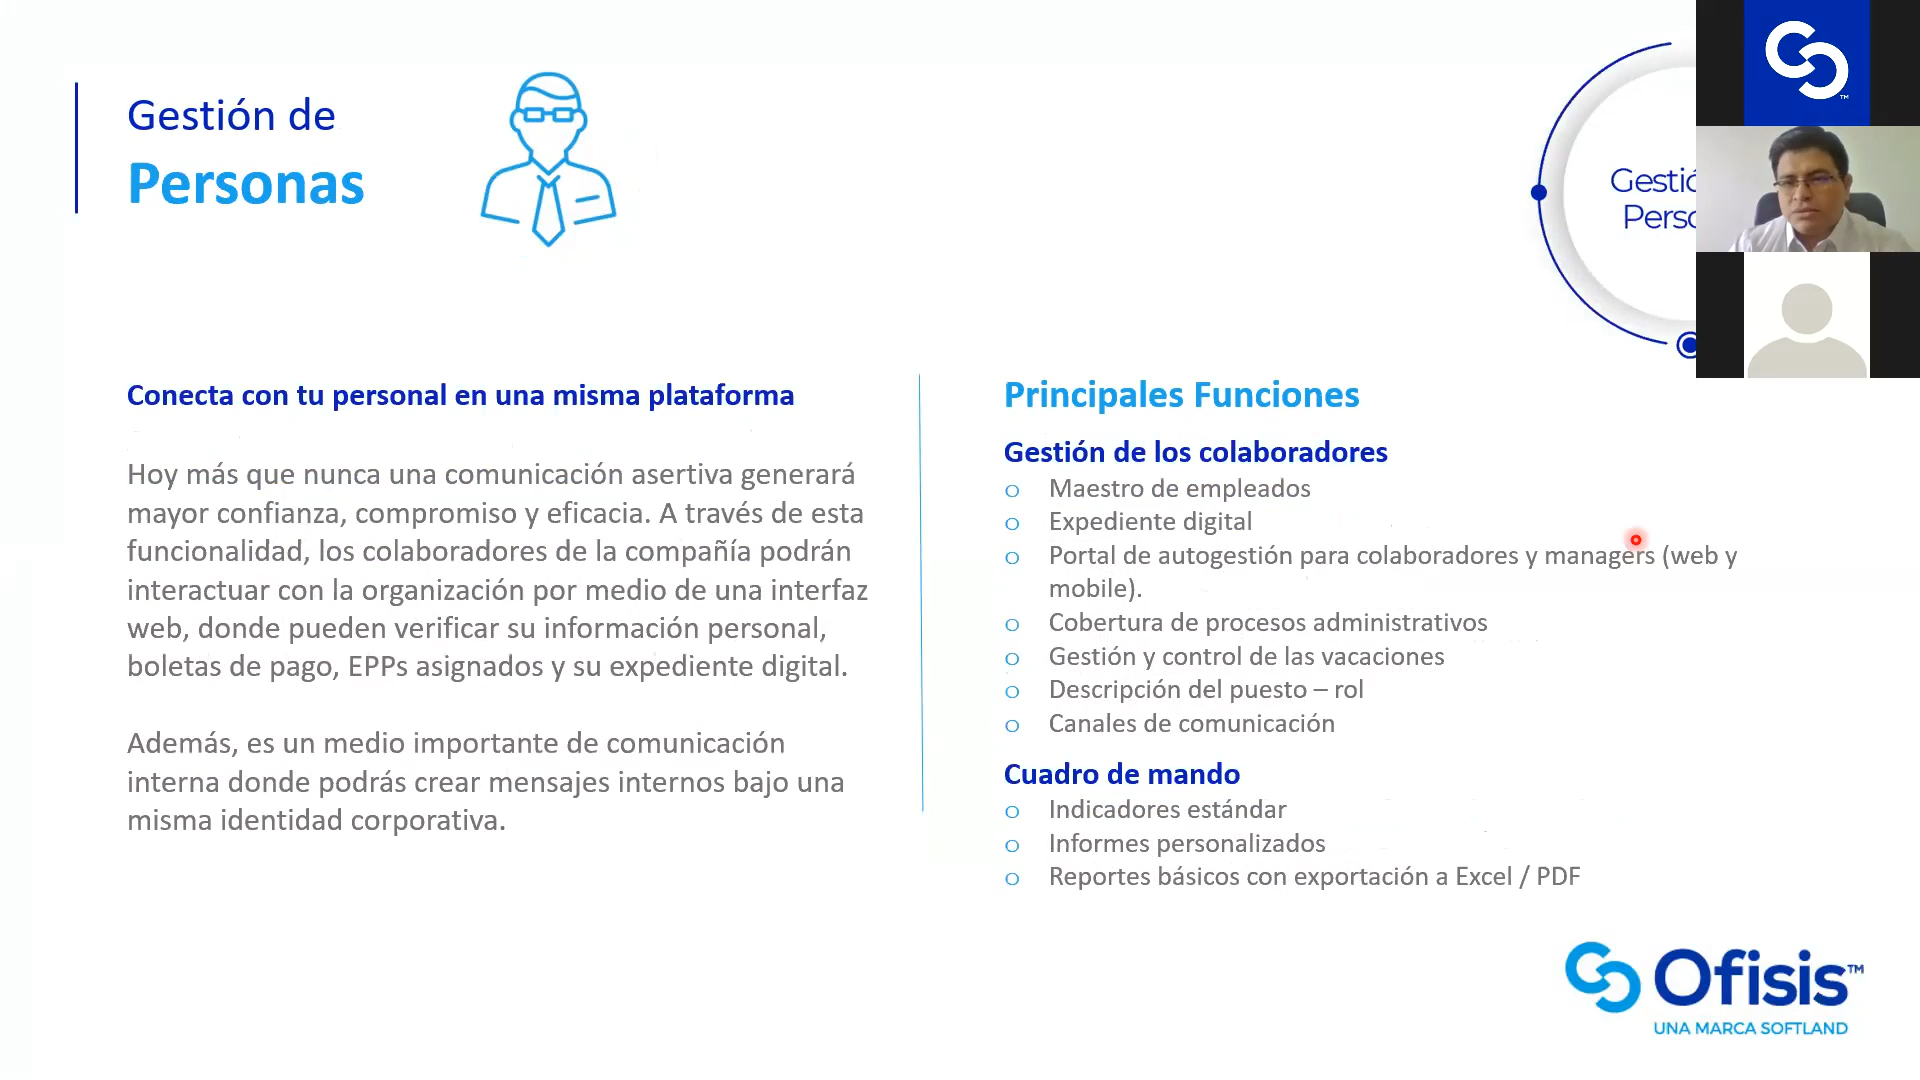 Gestión de
Personas
Conecta con tu personal en una misma plataforma
Hoy más que nunca una comunicación asertiva generará
mayor confianza, compromiso y eficacia. A través de esta
funcionalidad, los colaboradores de la compañía podrán
interactuar con la organización por medio de una interfaz
web, donde pueden verificar su información personal,
boletas de pago, EPPs asignados y su expediente digital.
Además, es un medio importante de comunicación
interna donde podrás crear mensajes internos bajo una
misma identidad corporativa.
Principales Funciones
Gestión de los colaboradores
o Maestro de empleados
o Expediente digital
o Portal de autogestión para colaboradores y managers (web y
mobile).
o Cobertura de procesos administrativos
o Gestión y control de las vacaciones
o Descripción del puesto – rol
o Canales de comunicación
Cuadro de mando
o Indicadores estándar
o Informes personalizados
o Reportes básicos con exportación a Excel / PDF
Ofisis™
UNA MARCA SOFTLAND